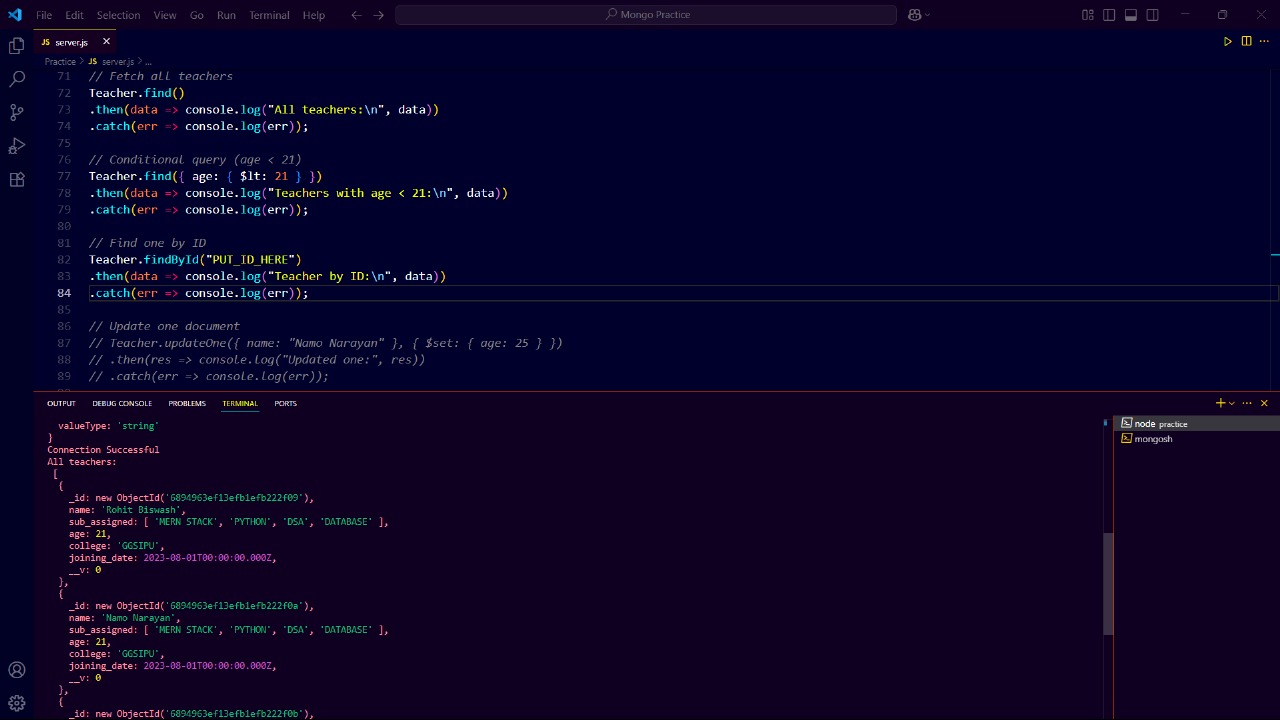 File Edit Selection View Go Run Terminal Help Mongo Practice
JS server.js
Practice > JS server.js > ...
71 // Fetch all teachers
72 Teacher.find()
73 .then(data => console.log("All teachers:\n", data))
74 .catch(err => console.log(err));
75
76 // Conditional query (age < 21)
77 Teacher.find({ age: { $lt: 21 } })
78 .then(data => console.log("Teachers with age < 21:\n", data))
79 .catch(err => console.log(err));
80
81 // Find one by ID
82 Teacher.findById("PUT_ID_HERE")
83 .then(data => console.log("Teacher by ID:\n", data))
84 .catch(err => console.log(err));
85
86 // Update one document
87 // Teacher.updateOne({ name: "Namo Narayan" }, { $set: { age: 25 } })
88 // .then(res => console.log("Updated one:", res))
89 // .catch(err => console.log(err));
OUTPUT DEBUG CONSOLE PROBLEMS TERMINAL PORTS
valueType: 'string'
}
Connection Successful
All teachers:
[
{
_id: new ObjectId('6894963ef13efb1efb222f09'),
name: 'Rohit Biswash',
sub_assigned: [ 'MERN STACK', 'PYTHON', 'DSA', 'DATABASE' ],
age: 21,
college: 'GGSIPU',
joining_date: 2023-08-01T00:00:00.000Z,
__v: 0
},
{
_id: new ObjectId('6894963ef13efb1efb222f0a'),
name: 'Namo Narayan',
sub_assigned: [ 'MERN STACK', 'PYTHON', 'DSA', 'DATABASE' ],
age: 21,
college: 'GGSIPU',
joining_date: 2023-08-01T00:00:00.000Z,
__v: 0
},
{
_id: new ObjectId('6894963ef13efb1efb222f0b'),
node practice
mongosh